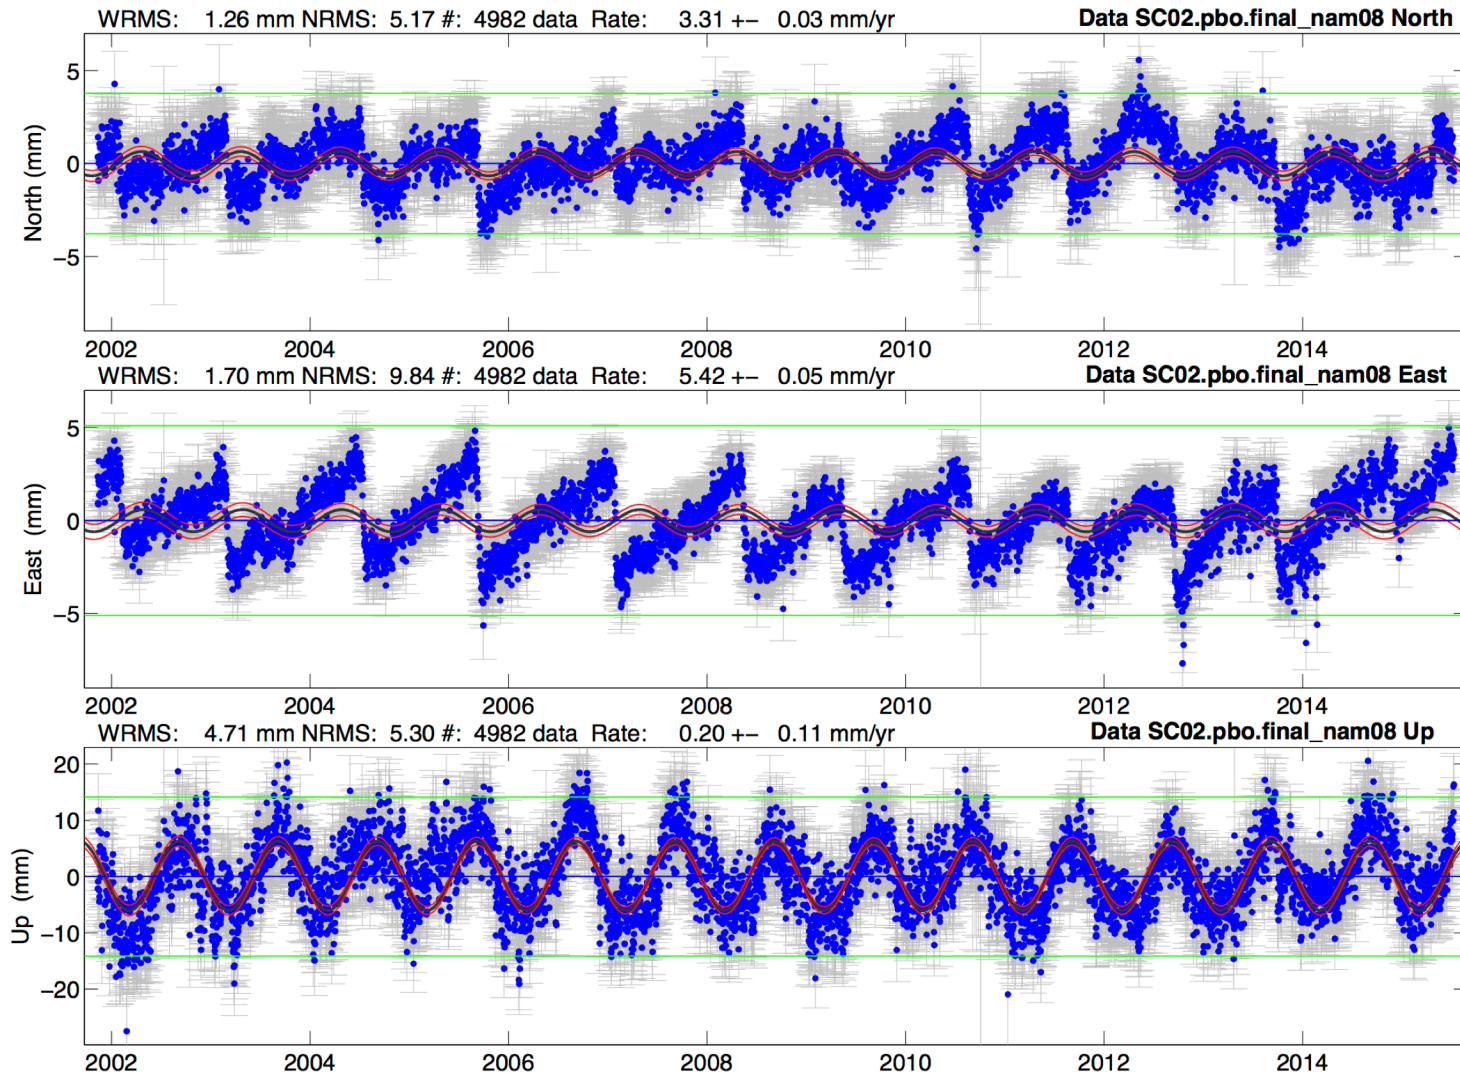 WRMS: 1.26 mm NRMS: 5.17 #: 4982 data Rate: 3.31 +- 0.03 mm/yr Data SC02.pbo.final_nam08 North
5
0
−5
North (mm)
2002 2004 2006 2008 2010 2012 2014
WRMS: 1.70 mm NRMS: 9.84 #: 4982 data Rate: 5.42 +- 0.05 mm/yr Data SC02.pbo.final_nam08 East
5
0
−5
East (mm)
2002 2004 2006 2008 2010 2012 2014
WRMS: 4.71 mm NRMS: 5.30 #: 4982 data Rate: 0.20 +- 0.11 mm/yr Data SC02.pbo.final_nam08 Up
20
10
0
−10
−20
Up (mm)
2002 2004 2006 2008 2010 2012 2014